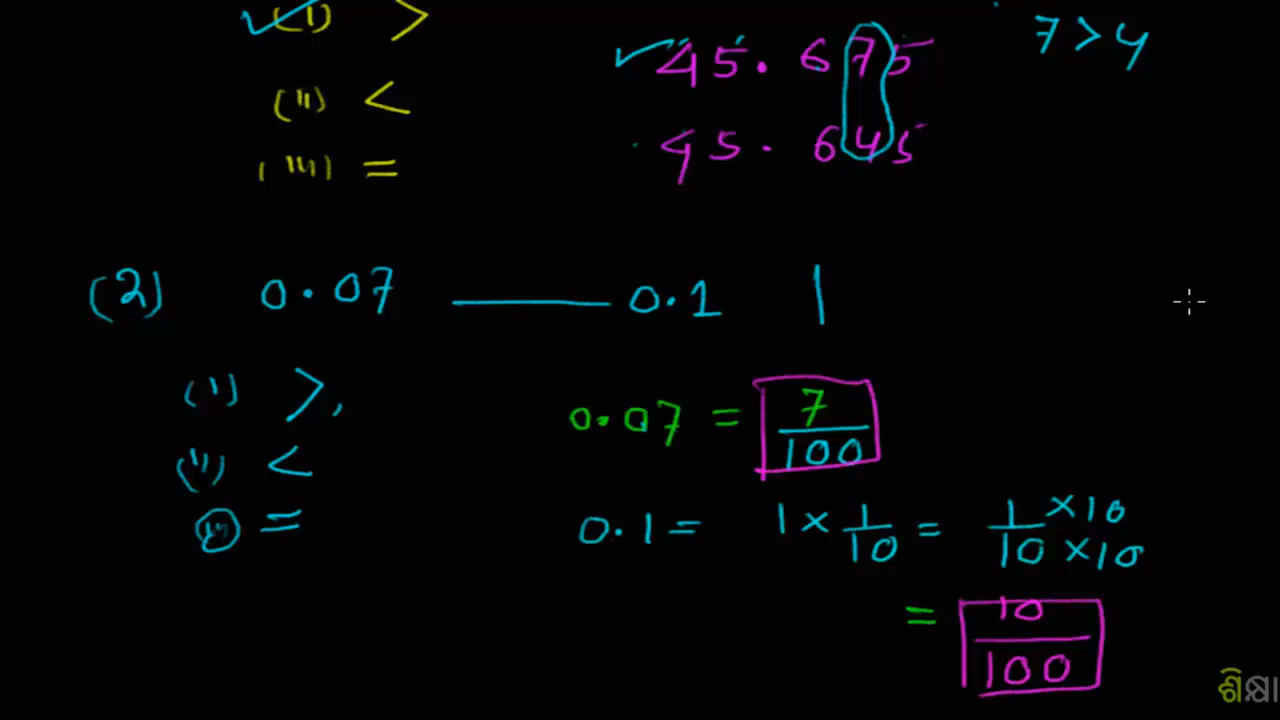 (i) >
45.675
7 > 4
(ii) <
45.645
(iii) =
(2) 0.07 ——— 0.1 |
(i) >,
0.07 = 7/100
(ii) <
(iii) =
0.1 = 1 × 1/10 = 1 × 10/10 × 10
= 10/100
ଶିକ୍ଷା